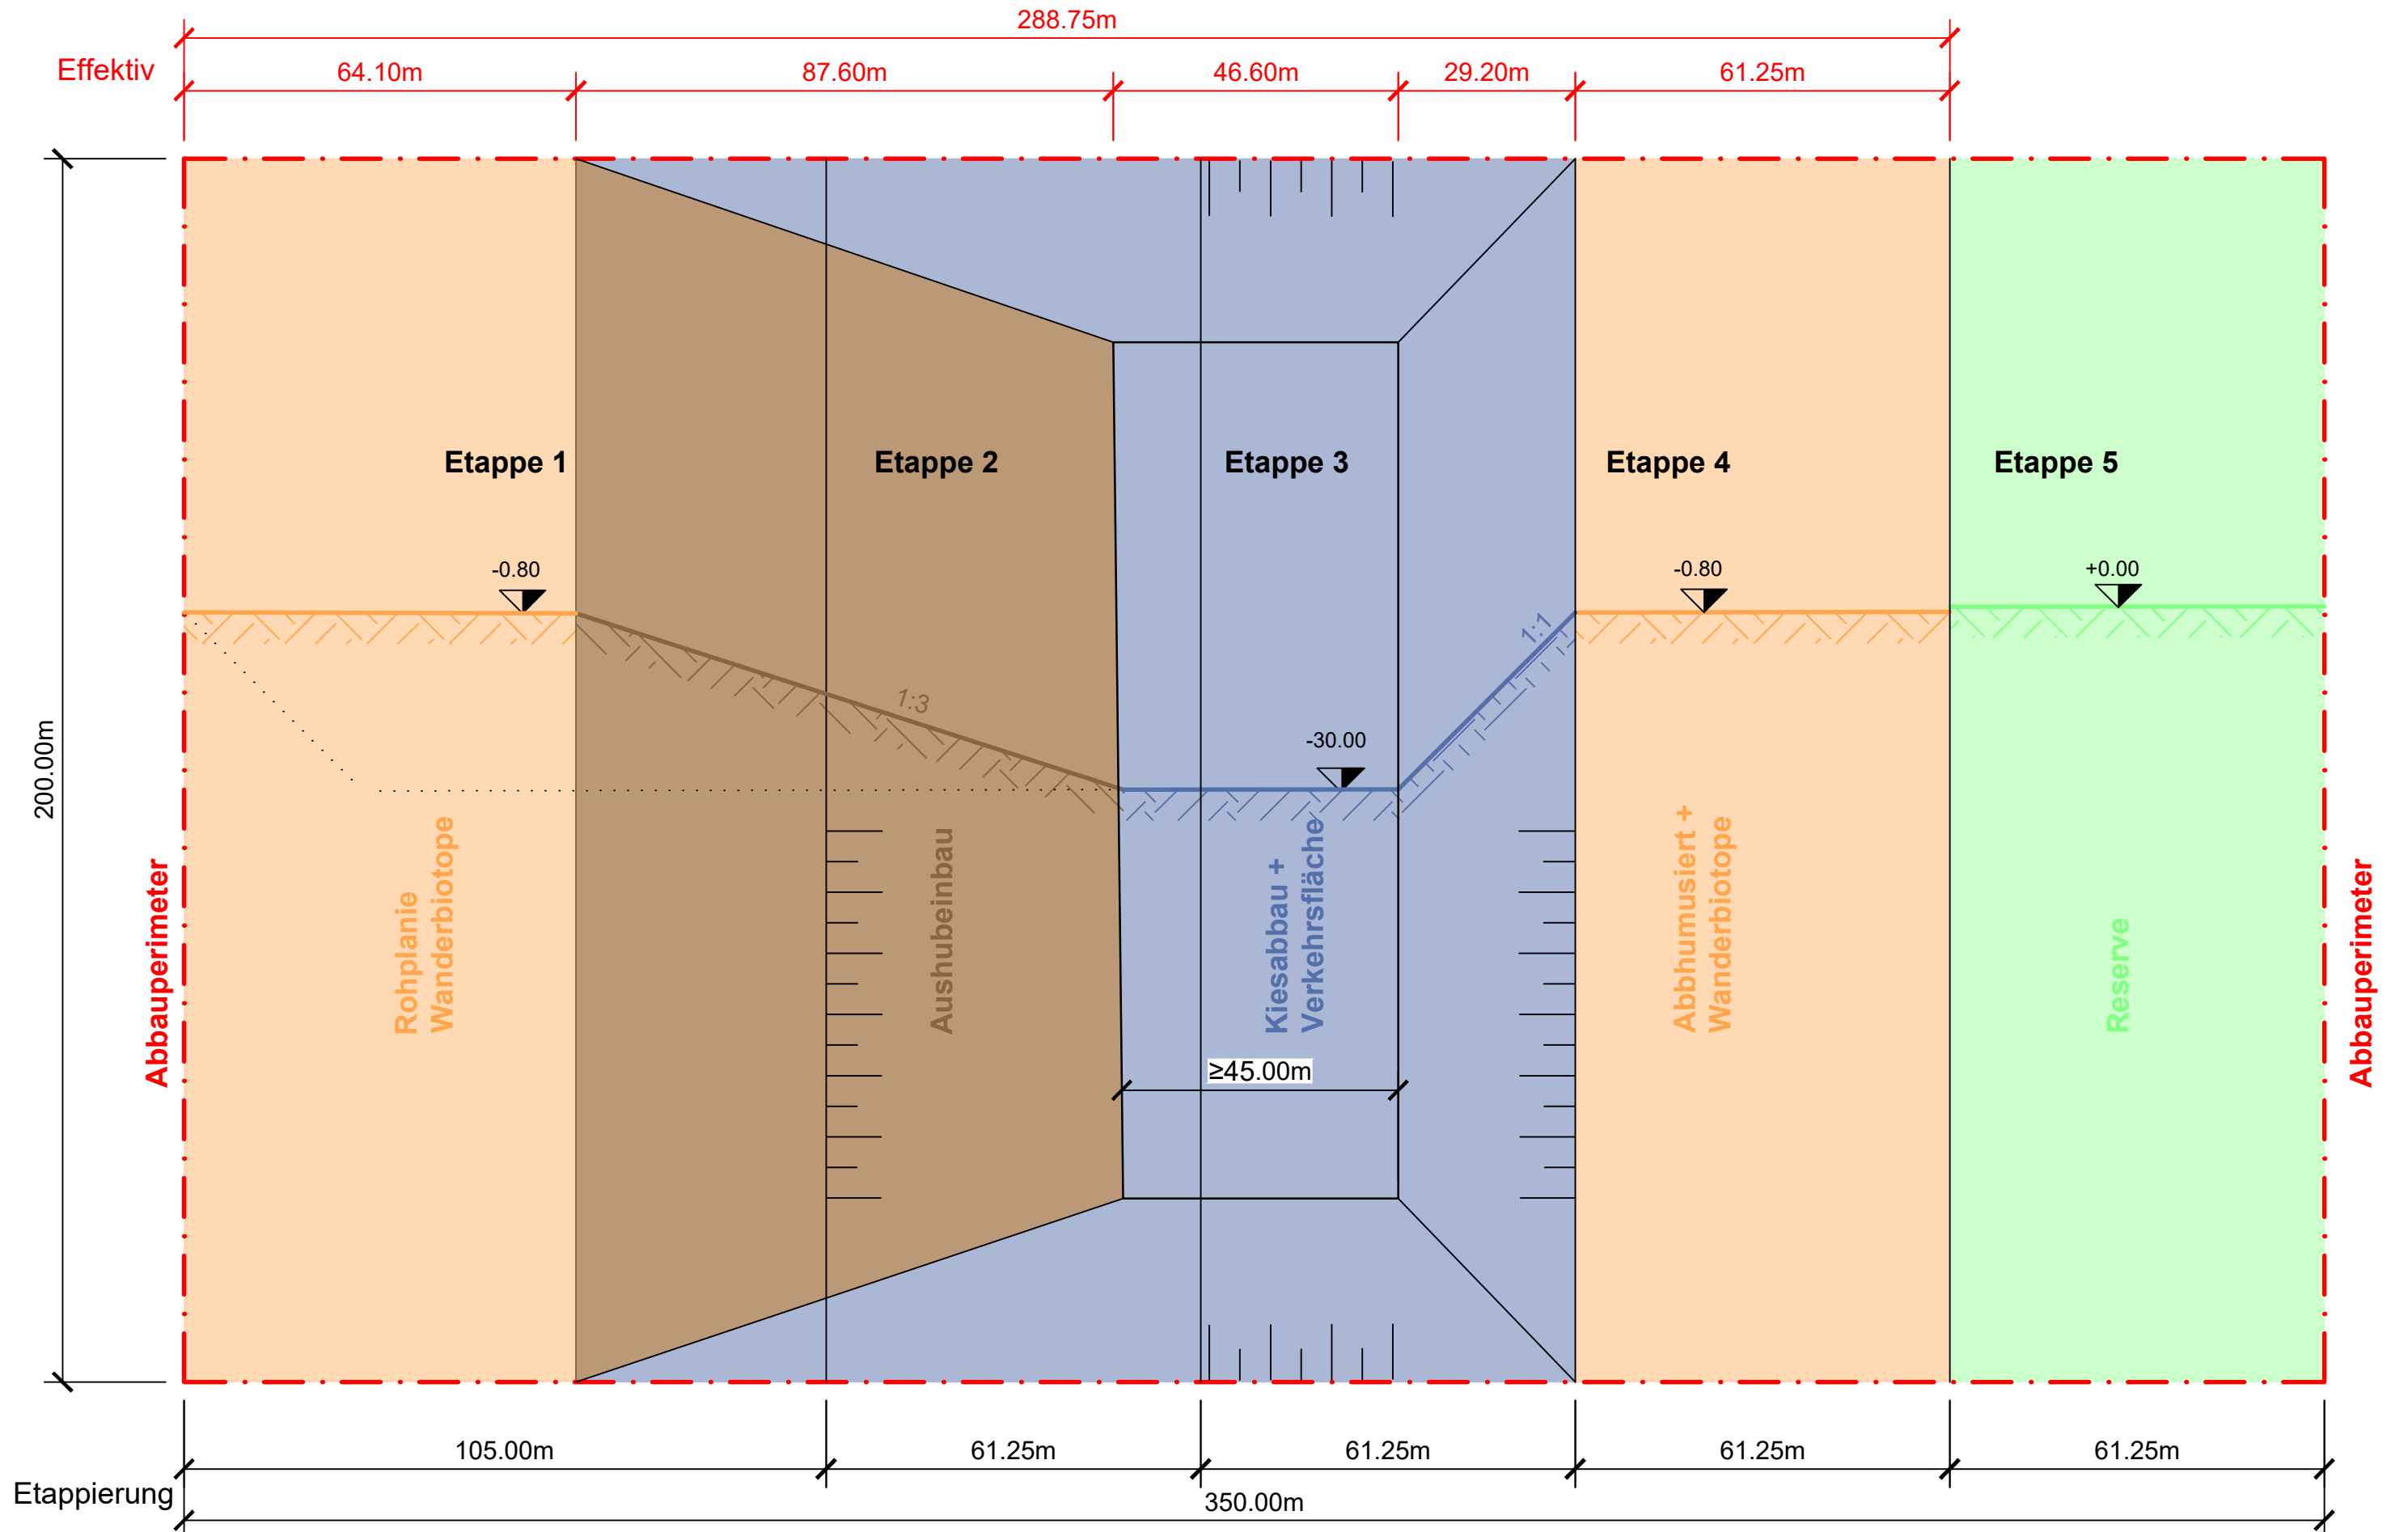 288.75m
Effektiv
64.10m
87.60m
46.60m
29.20m
61.25m
Etappe 1
Etappe 2
Etappe 3
Etappe 4
Etappe 5
-0.80
-0.80
+0.00
1:3
1:1
-30.00
200.00m
Abbauperimeter
Rohplanie
Wanderbiotope
Aushubeinbau
Kiesabbau +
Verkehrsfläche
Abbhumusiert +
Wanderbiotope
Reserve
Abbauperimeter
≥45.00m
105.00m
61.25m
61.25m
61.25m
61.25m
Etappierung
350.00m